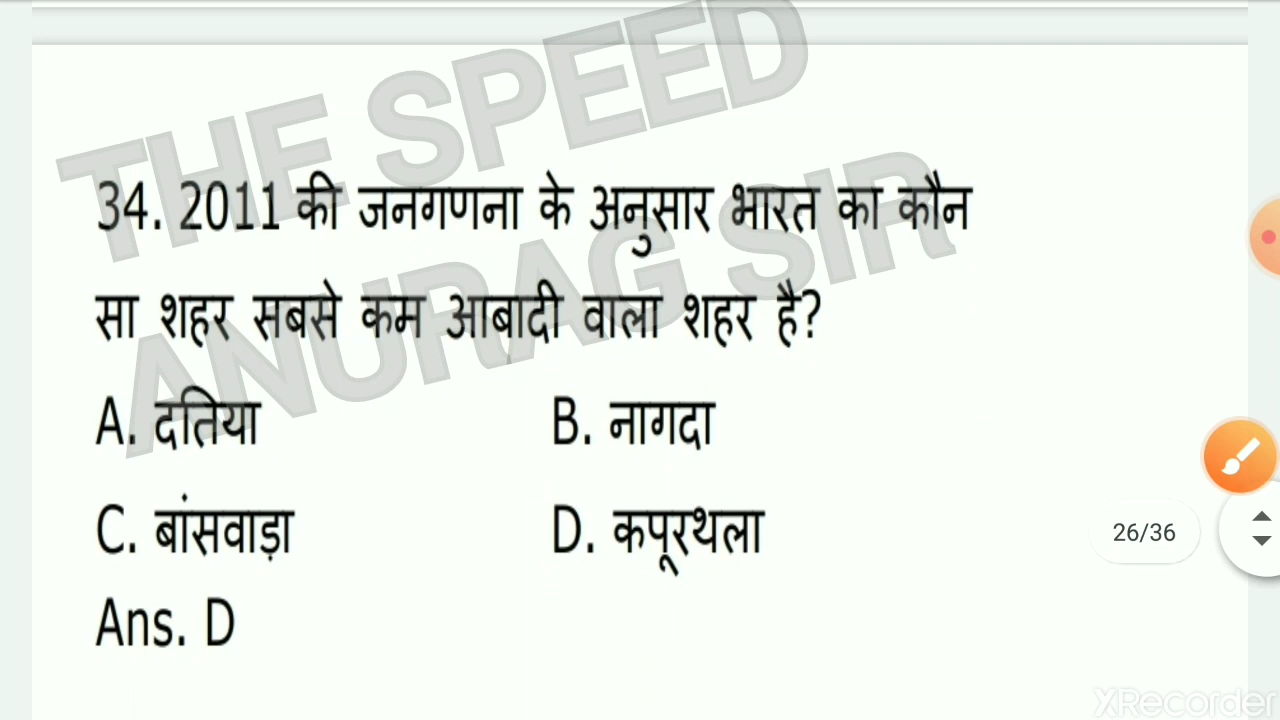 THE SPEED
ANURAG SIR
34. 2011 की जनगणना के अनुसार भारत का कौन
सा शहर सबसे कम आबादी वाला शहर है?
A. दतिया B. नागदा
C. बांसवाड़ा D. कपूरथला
26/36
Ans. D
XRecorder